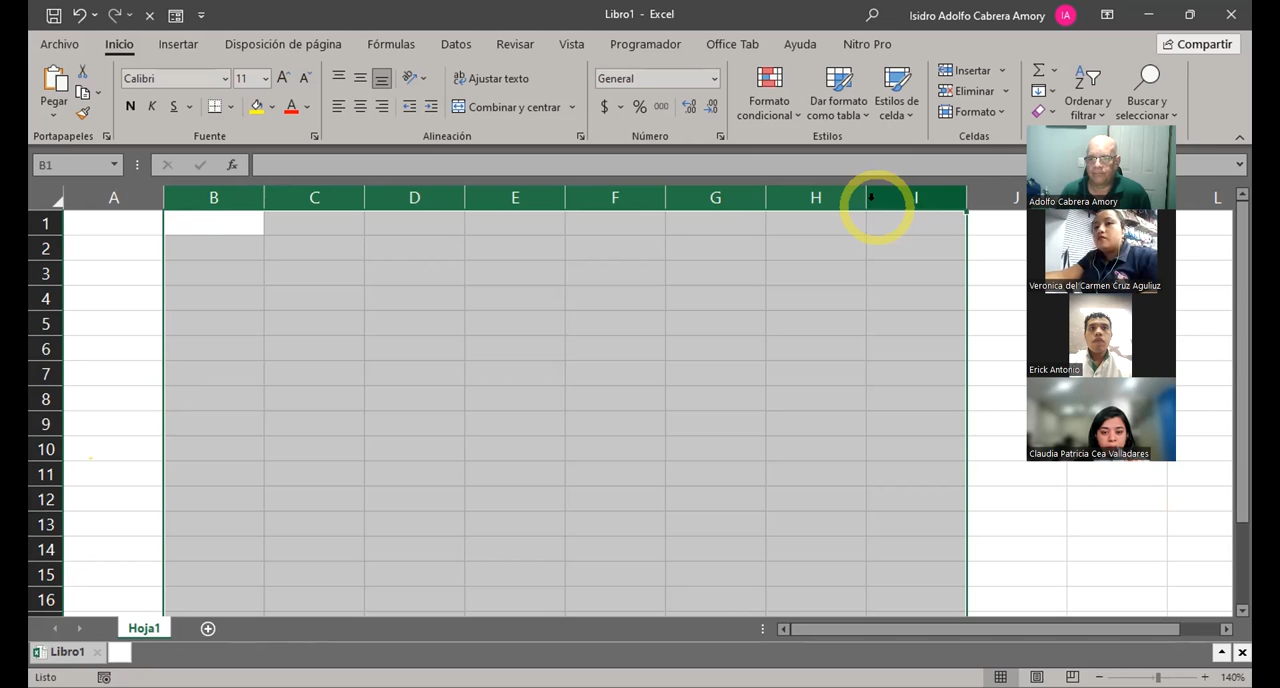 Libro1 - Excel
Isidro Adolfo Cabrera Amory
IA
Archivo Inicio Insertar Disposición de página Fórmulas Datos Revisar Vista Programador Office Tab Ayuda Nitro Pro Compartir
Pegar
Portapapeles
Calibri 11
N K S A
Fuente
Ajustar texto
Combinar y centrar
Alineación
General
$ % 000
Número
Formato condicional
Dar formato como tabla
Estilos de celda
Estilos
Insertar
Eliminar
Formato
Celdas
Ordenar y filtrar
Buscar y seleccionar
B1
fx
A B C D E F G H I J L
1
2
3
4
5
6
7
8
9
10
11
12
13
14
15
16
Adolfo Cabrera Amory
Veronica del Carmen Cruz Aguliuz
Erick Antonio
Claudia Patricia Cea Valladares
Hoja1
Libro1
Listo
140%